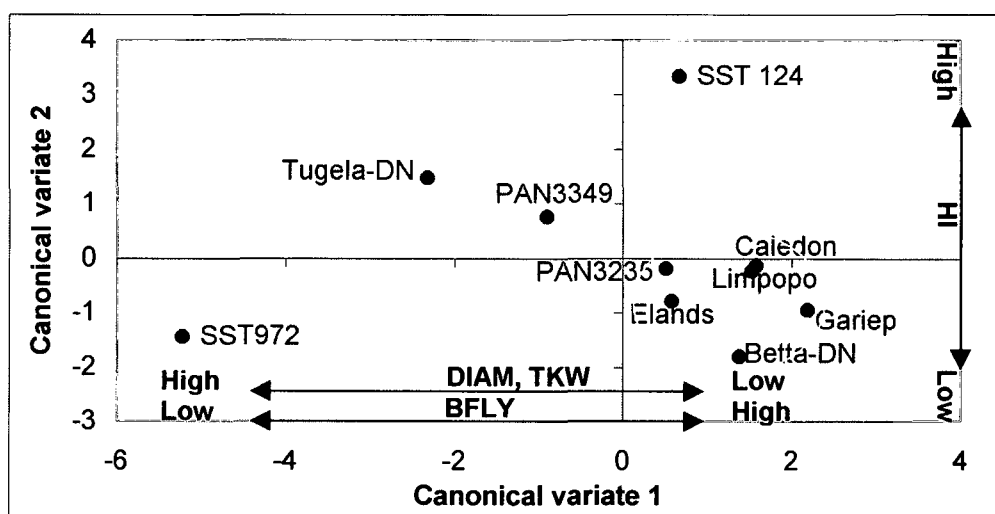 4
3
2
1
0
-1
-2
-3
Canonical variate 2
SST 124
Tugela-DN
PAN3349
Caledon
PAN3235
Limpopo
Elands
Gariep
SST972
Betta-DN
High
HI
Low
High DIAM, TKW Low
Low BFLY High
-6 -4 -2 0 2 4
Canonical variate 1